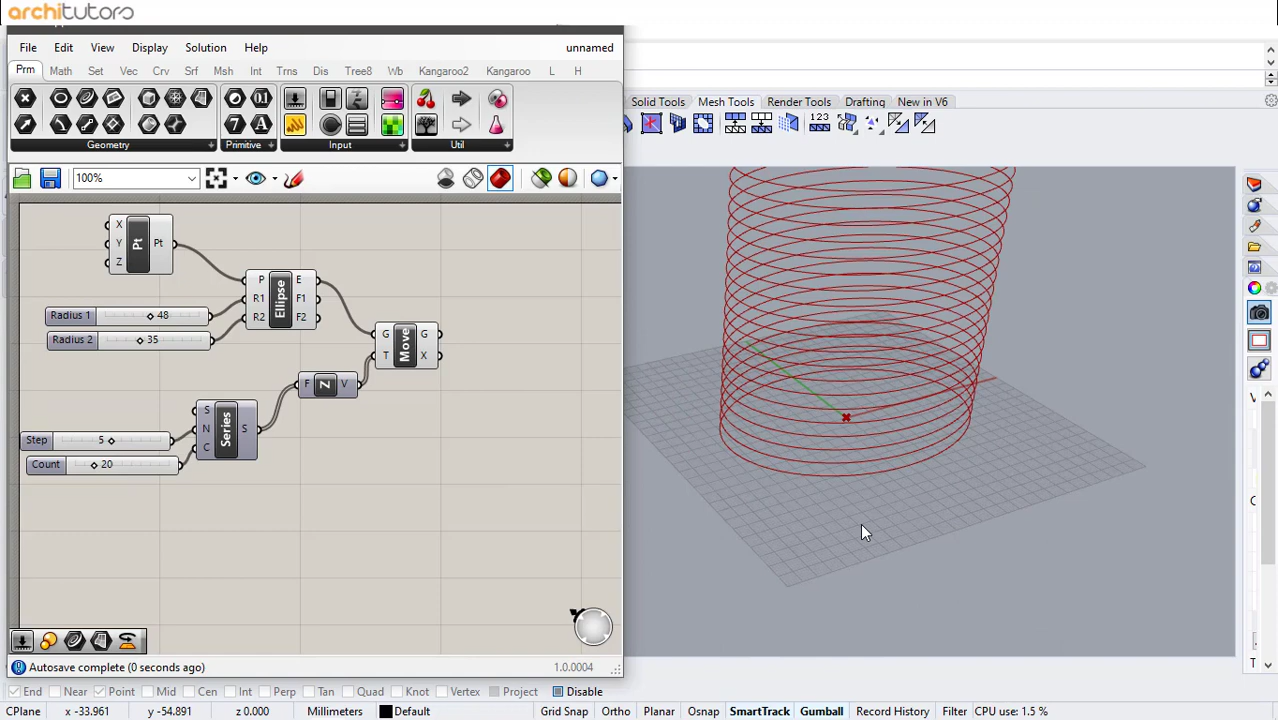 architutors
File Edit View Display Solution Help unnamed
Prm Math Set Vec Crv Srf Msh Int Trns Dis Tree8 Wb Kangaroo2 Kangaroo L H
Solid Tools Mesh Tools Render Tools Drafting New in V6
Geometry Primitive Input Util
100%
X Y Z Pt Pt
P R1 R2 Ellipse E F1 F2
Radius 1 48
Radius 2 35
G T Move G X
F Z V
S N C Series S
Step 5
Count 20
Autosave complete (0 seconds ago) 1.0.0004
End Near Point Mid Cen Int Perp Tan Quad Knot Vertex Project Disable
CPlane x -33.961 y -54.891 z 0.000 Millimeters Default Grid Snap Ortho Planar Osnap SmartTrack Gumball Record History Filter CPU use: 1.5 %